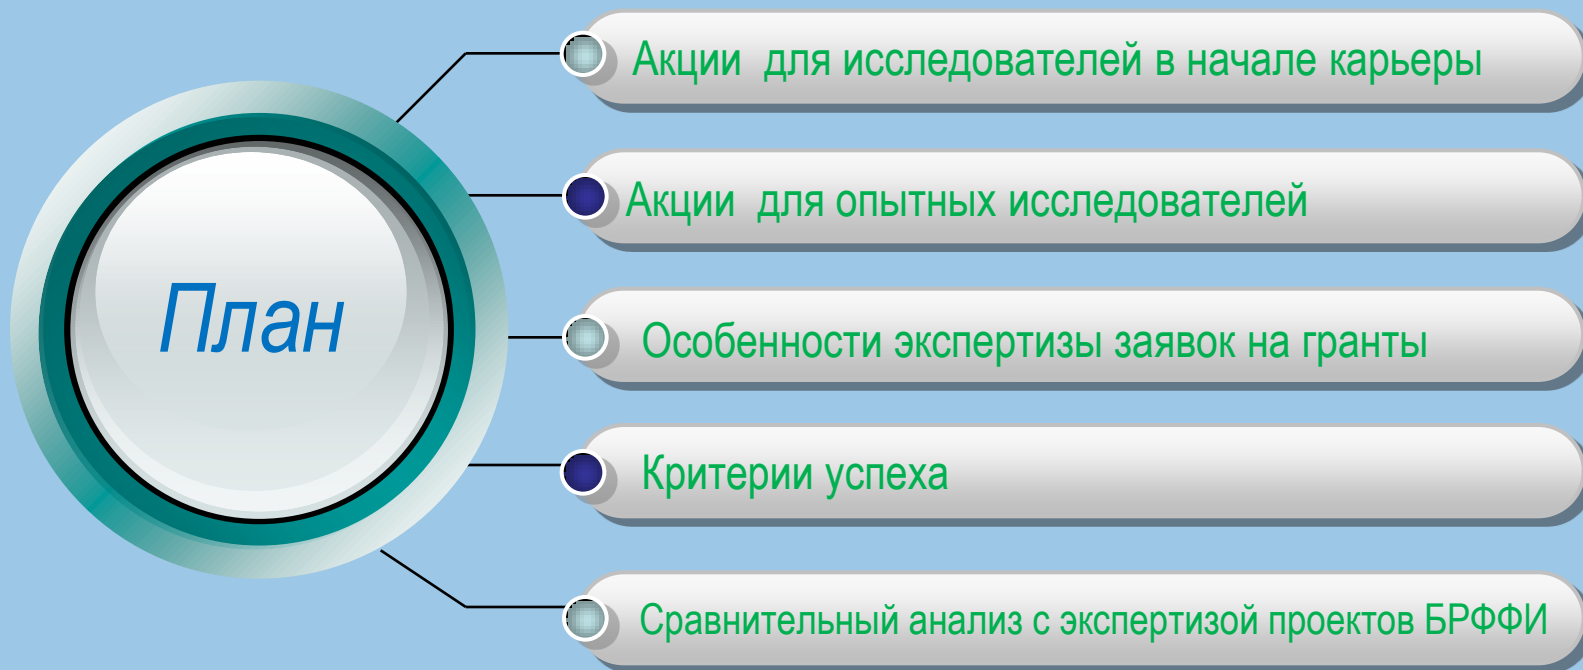 План
Акции для исследователей в начале карьеры
Акции для опытных исследователей
Особенности экспертизы заявок на гранты
Критерии успеха
Сравнительный анализ с экспертизой проектов БРФФИ